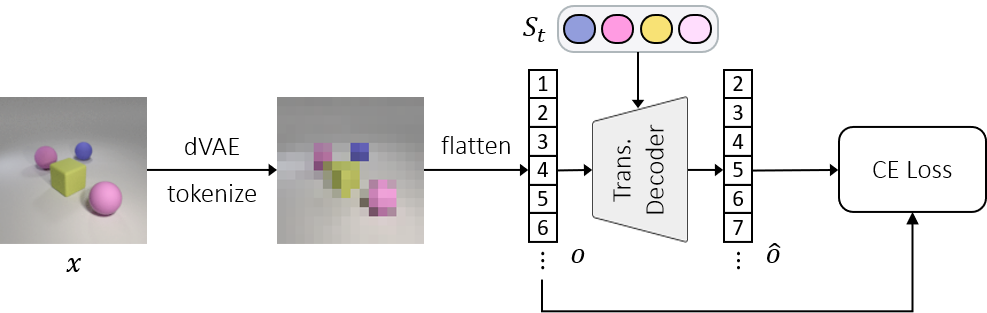 S_t
dVAE
tokenize
flatten
1
2
3
4
5
6
⋮
Trans.
Decoder
2
3
4
5
6
7
⋮
CE Loss
x
o
ô